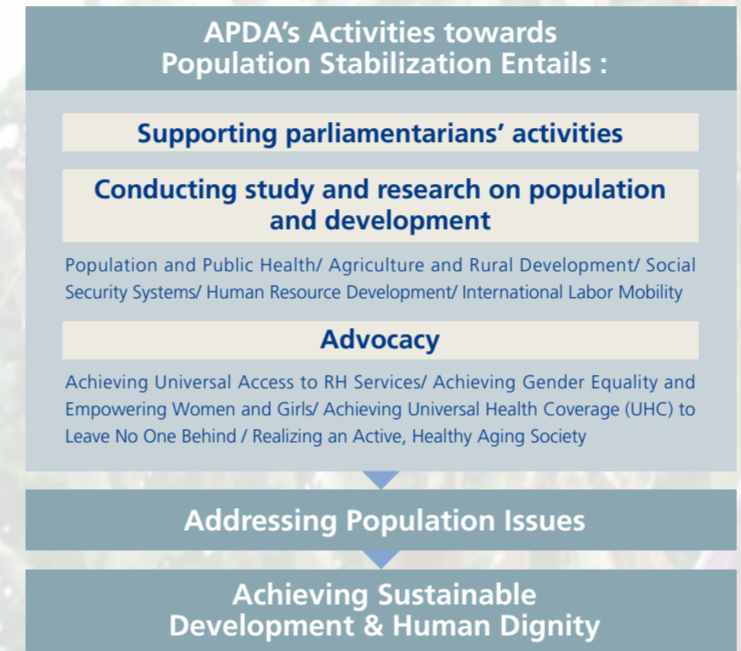 APDA's Activities towards
Population Stabilization Entails :
Supporting parliamentarians' activities
Conducting study and research on population
and development
Population and Public Health/ Agriculture and Rural Development/ Social
Security Systems/ Human Resource Development/ International Labor Mobility
Advocacy
Achieving Universal Access to RH Services/ Achieving Gender Equality and
Empowering Women and Girls/ Achieving Universal Health Coverage (UHC) to
Leave No One Behind / Realizing an Active, Healthy Aging Society
Addressing Population Issues
Achieving Sustainable
Development & Human Dignity